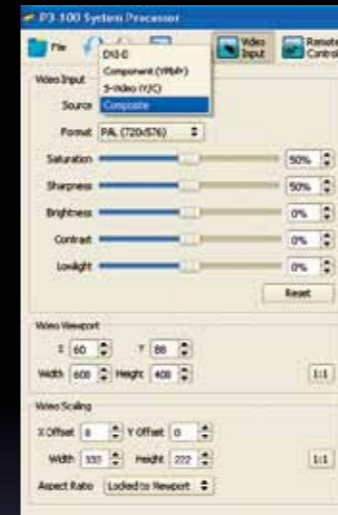 P3-100 System Processor
File
Video Input
Remote Control
DVI-D
Component (YPbPr)
S-Video (Y/C)
Composite
Video Input
Source
Format PAL (720x576)
Saturation 50%
Sharpness 50%
Brightness 0%
Contrast 0%
Lowlight 0%
Reset
Video Viewport
X 60 Y 88
Width 608 Height 408 1:1
Video Scaling
X Offset 8 Y Offset 0
Width 333 Height 222 1:1
Aspect Ratio Locked to Viewport